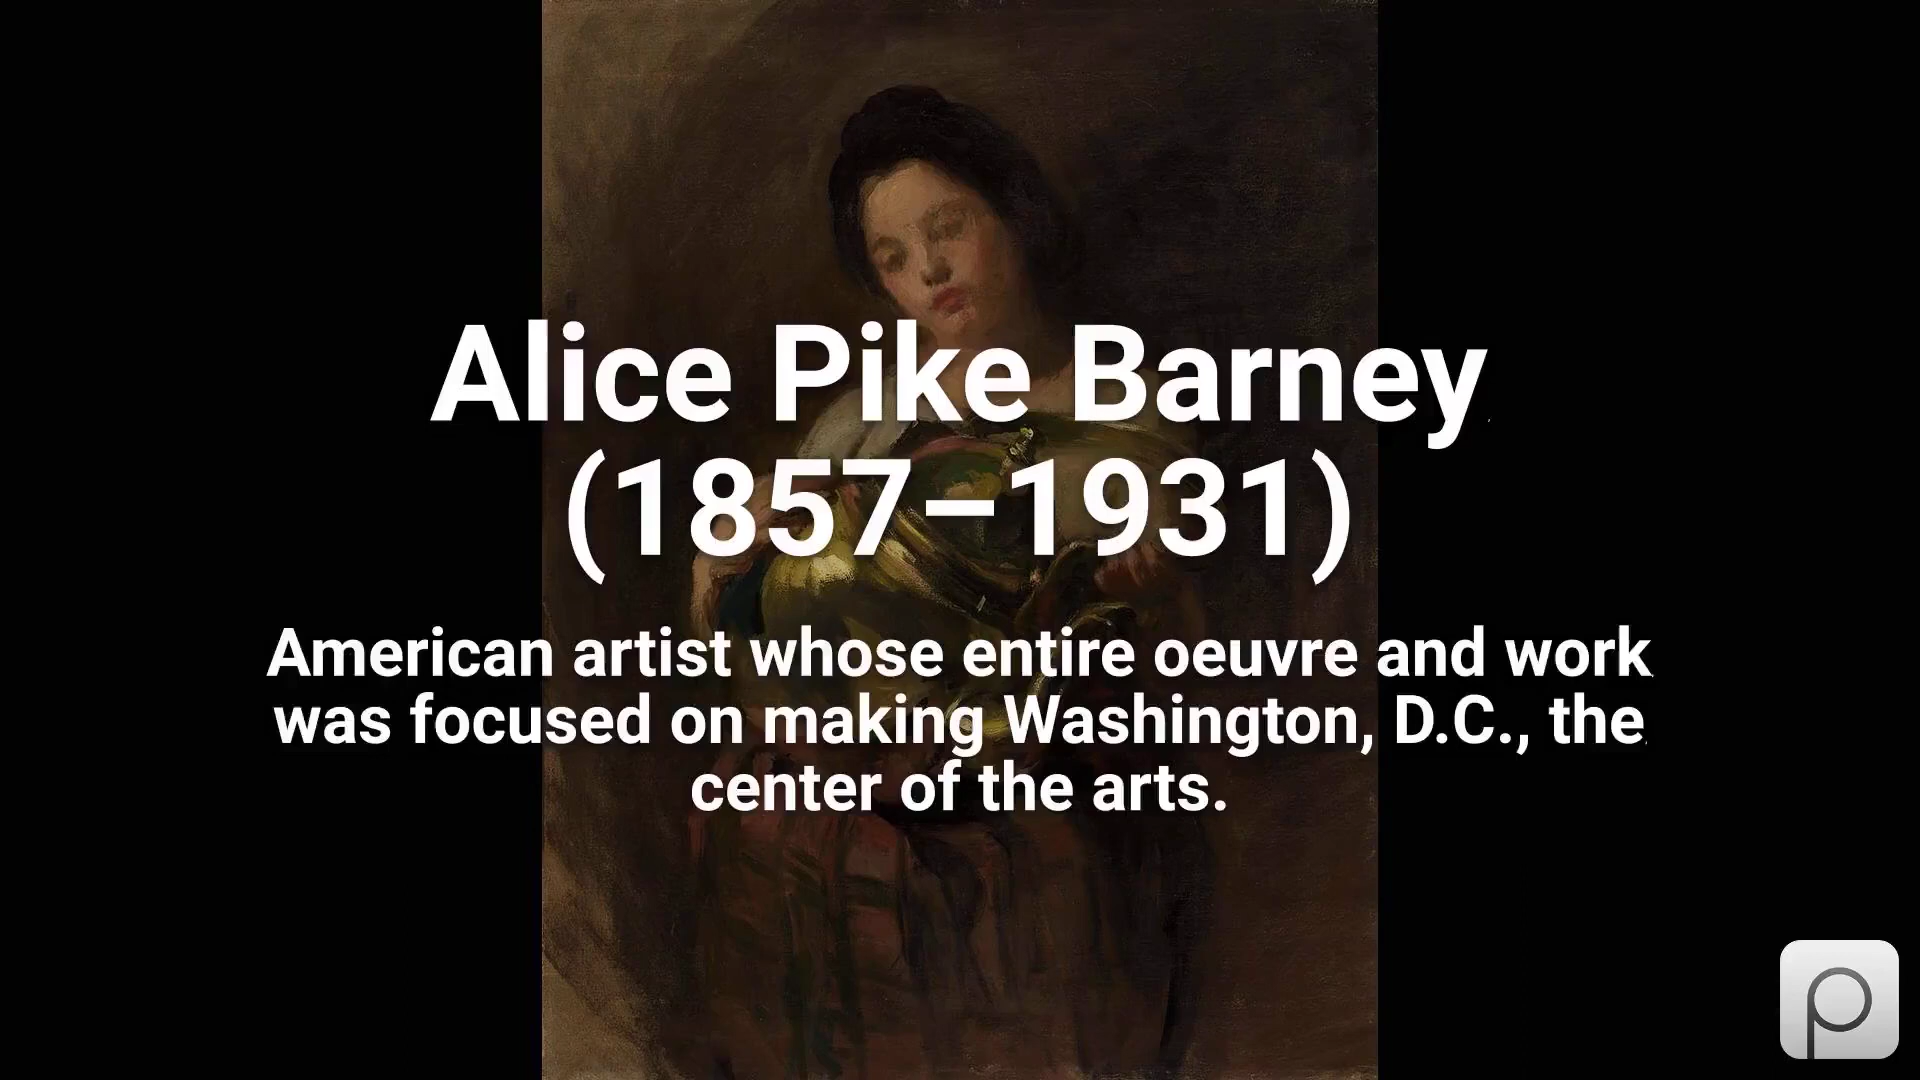 Alice Pike Barney
(1857–1931)
American artist whose entire oeuvre and work
was focused on making Washington, D.C., the
center of the arts.